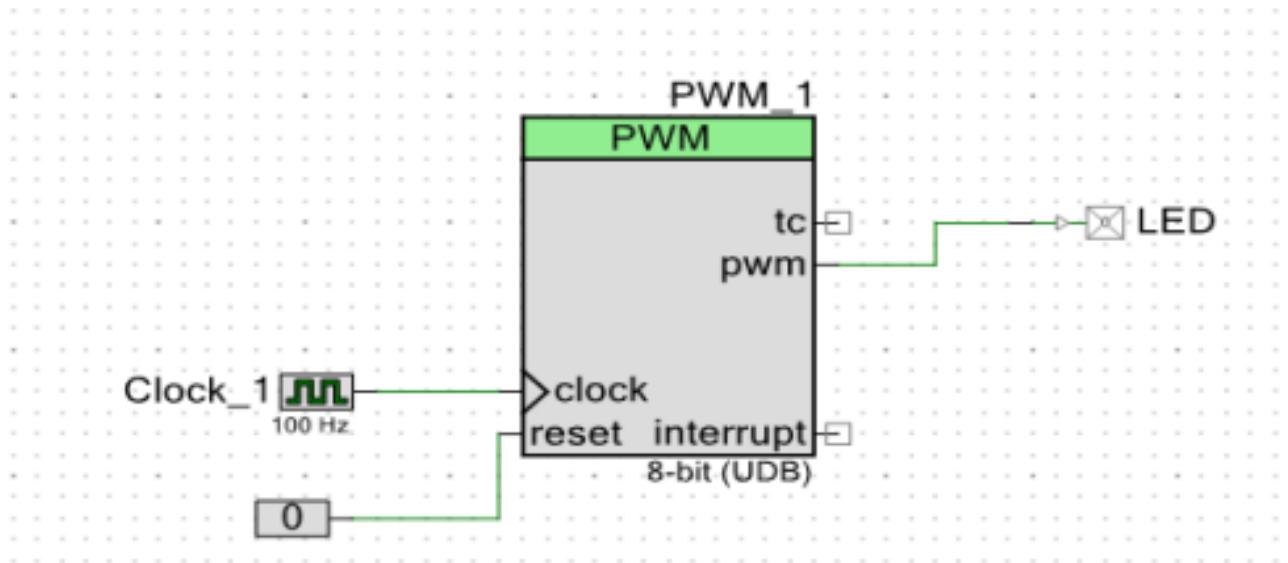 PWM_1
PWM
tc
LED
pwm
Clock_1
clock
100 Hz
reset interrupt
8-bit (UDB)
0